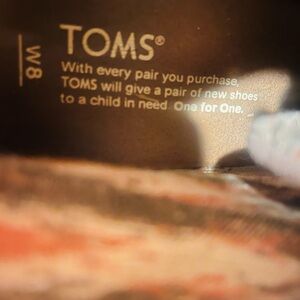 W8
TOMS®
With every pair you purchase,
TOMS will give a pair of new shoes
to a child in need. One for One.